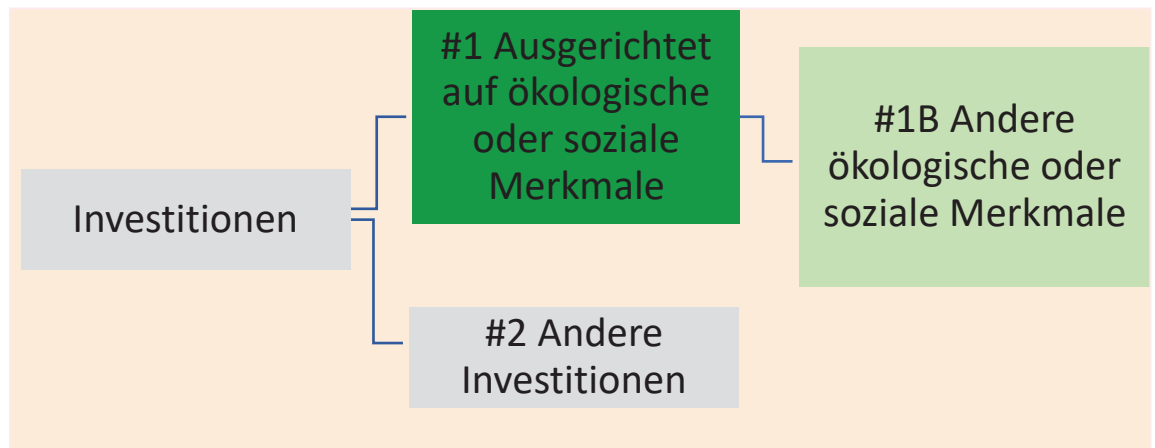 Investitionen
#1 Ausgerichtet
auf ökologische
oder soziale
Merkmale
#1B Andere
ökologische oder
soziale Merkmale
#2 Andere
Investitionen